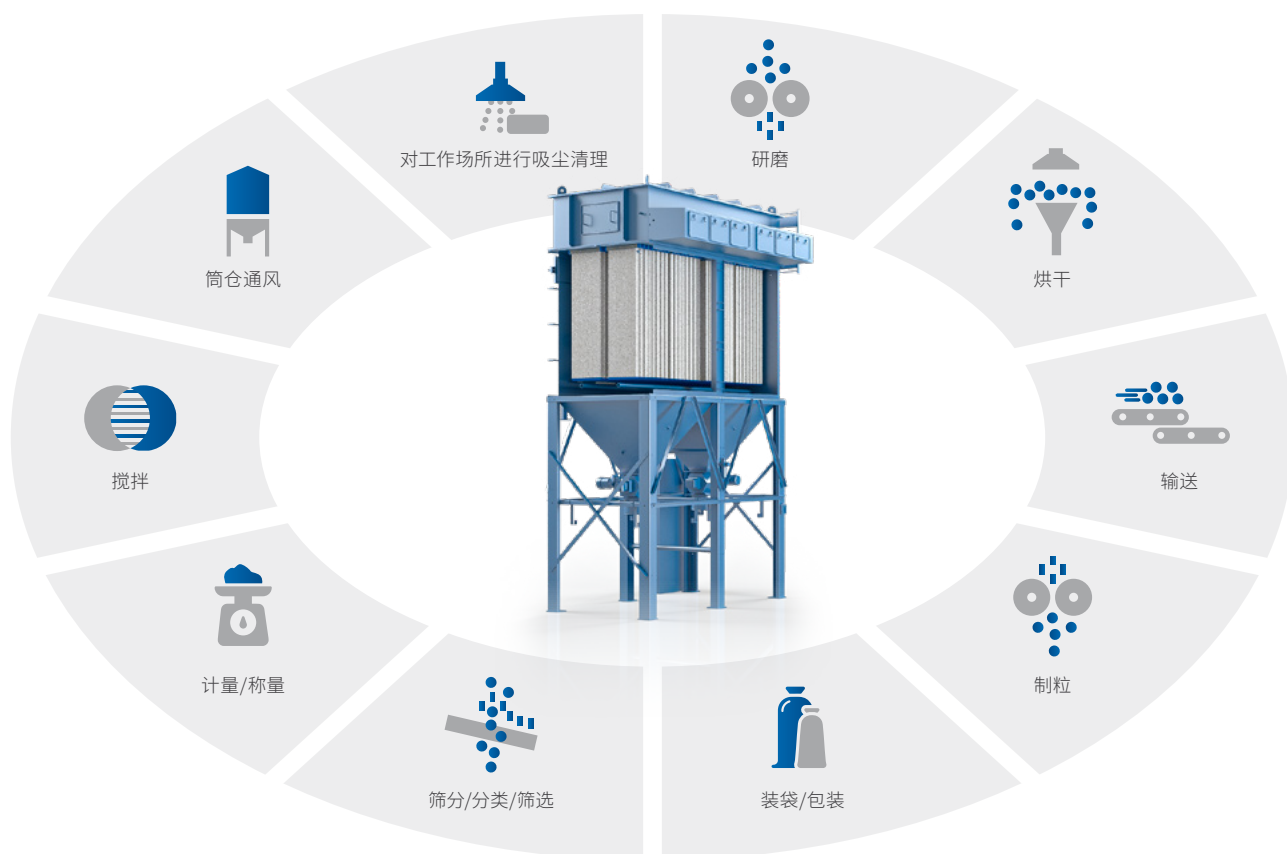 对工作场所进行吸尘清理
研磨
筒仓通风
烘干
搅拌
输送
计量/称量
制粒
筛分/分类/筛选
装袋/包装